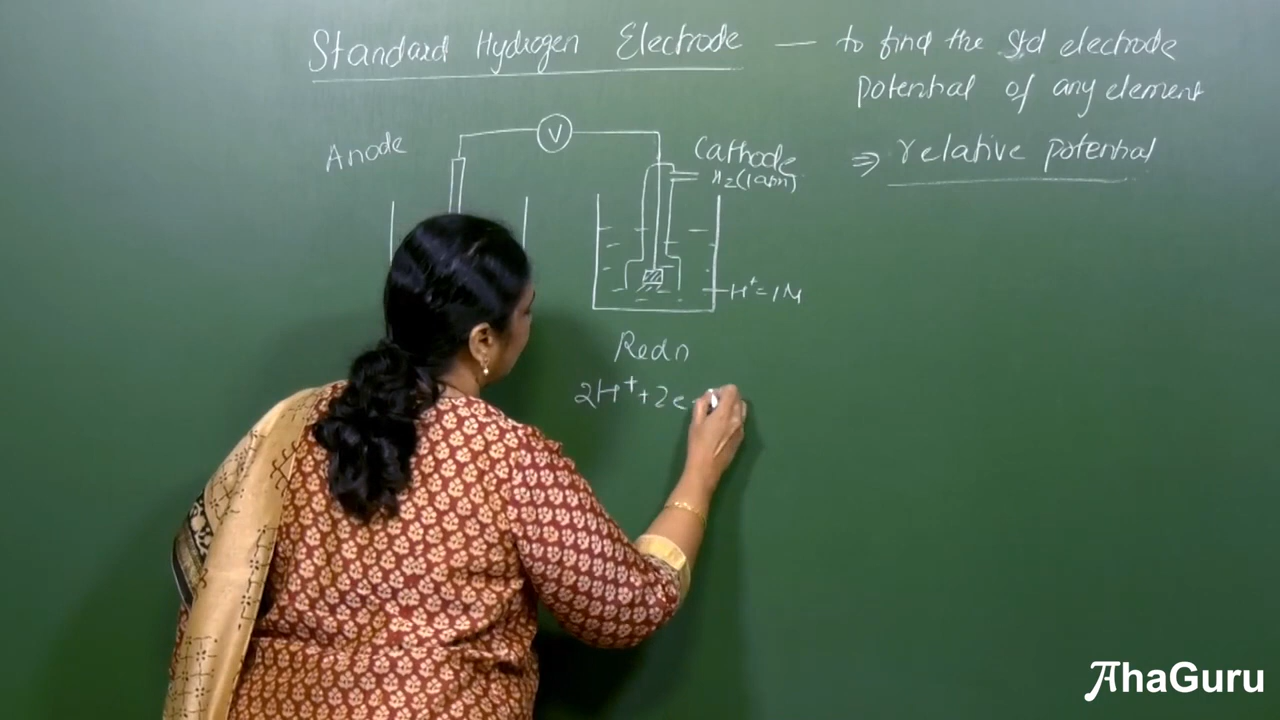 Standard Hydrogen Electrode — to find the Std electrode
potential of any element
⇒ relative potential
Anode
V
Cathode
H2(1atm)
H+=1M
Redn
2H+ + 2e-
AhaGuru